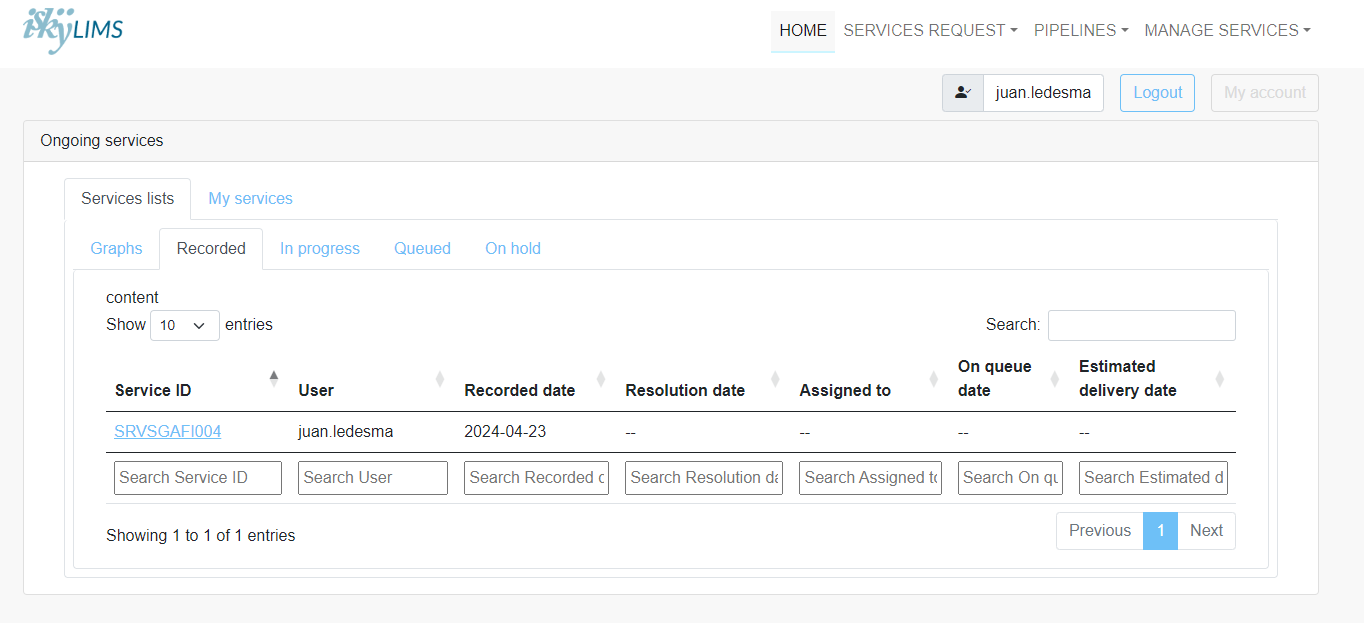 iskyLIMS
HOME SERVICES REQUEST PIPELINES MANAGE SERVICES
juan.ledesma Logout My account
Ongoing services
Services lists My services
Graphs Recorded In progress Queued On hold
content
Show 10 entries Search:
Service ID User Recorded date Resolution date Assigned to On queue date Estimated delivery date
SRVSGAFI004 juan.ledesma 2024-04-23 -- -- -- --
Search Service ID Search User Search Recorded Search Resolution da Search Assigned to Search On qu Search Estimated d
Showing 1 to 1 of 1 entries Previous 1 Next